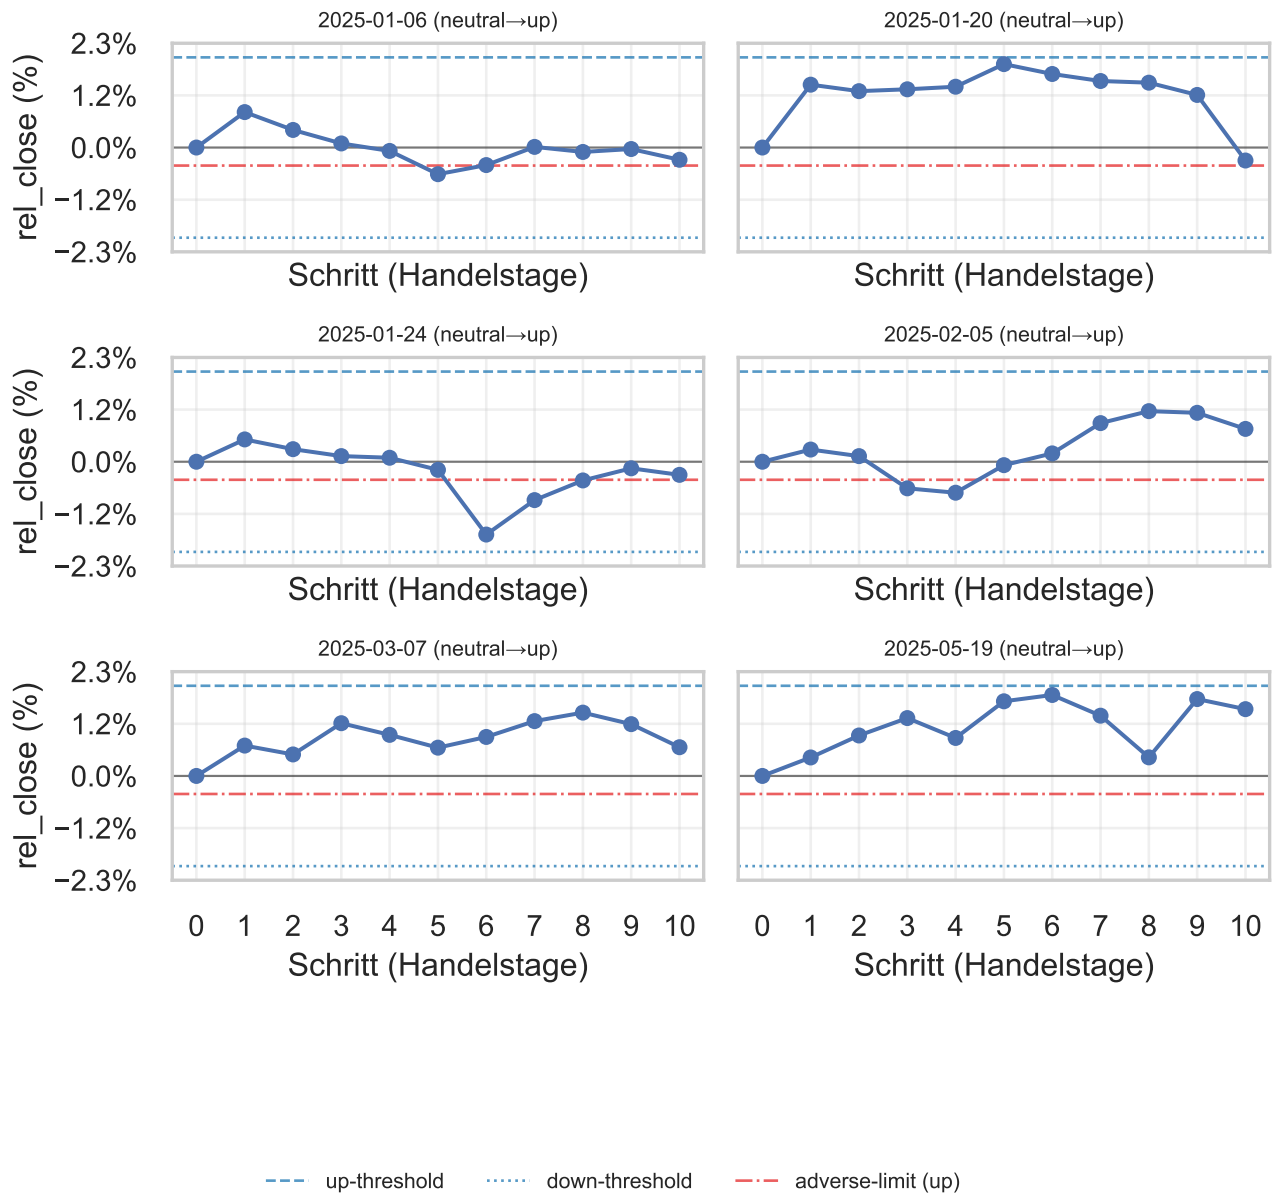 2025-01-06 (neutral→up)
2025-01-20 (neutral→up)
rel_close (%)
2.3%
1.2%
0.0%
−1.2%
−2.3%
Schritt (Handelstage)
Schritt (Handelstage)
2025-01-24 (neutral→up)
2025-02-05 (neutral→up)
rel_close (%)
2.3%
1.2%
0.0%
−1.2%
−2.3%
Schritt (Handelstage)
Schritt (Handelstage)
2025-03-07 (neutral→up)
2025-05-19 (neutral→up)
rel_close (%)
2.3%
1.2%
0.0%
−1.2%
−2.3%
0 1 2 3 4 5 6 7 8 9 10
0 1 2 3 4 5 6 7 8 9 10
Schritt (Handelstage)
Schritt (Handelstage)
up-threshold
down-threshold
adverse-limit (up)